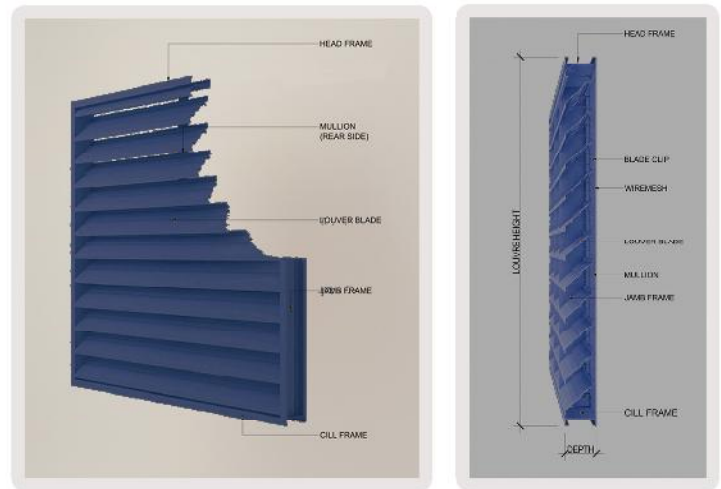 HEAD FRAME
MULLION
(REAR SIDE)
LOUVER BLADE
JAMB FRAME
CILL FRAME
HEAD FRAME
BLADE CLIP
WIREMESH
LOUVER BLADE
MULLION
JAMB FRAME
CILL FRAME
LOUVREHEIGHT
DEPTH